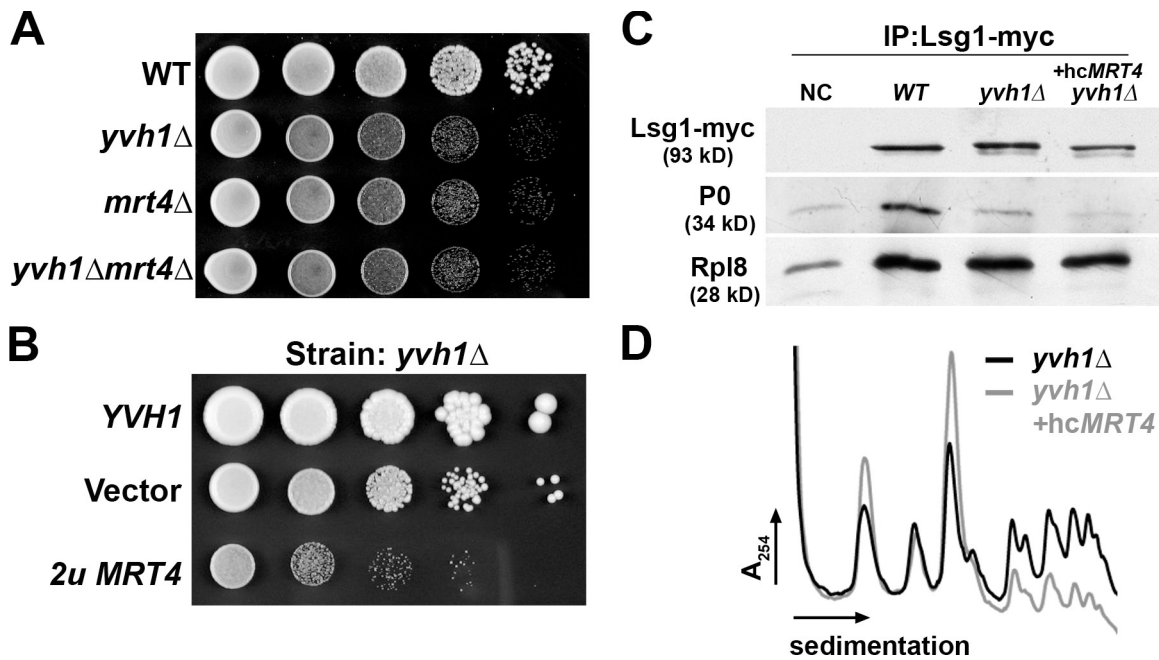 A
WT
yvh1Δ
mrt4Δ
yvh1Δmrt4Δ
B
Strain: yvh1Δ
YVH1
Vector
2u MRT4
C
IP:Lsg1-myc
NC WT yvh1Δ +hcMRT4 yvh1Δ
Lsg1-myc
(93 kD)
P0
(34 kD)
Rpl8
(28 kD)
D
yvh1Δ
yvh1Δ
+hcMRT4
A254
sedimentation